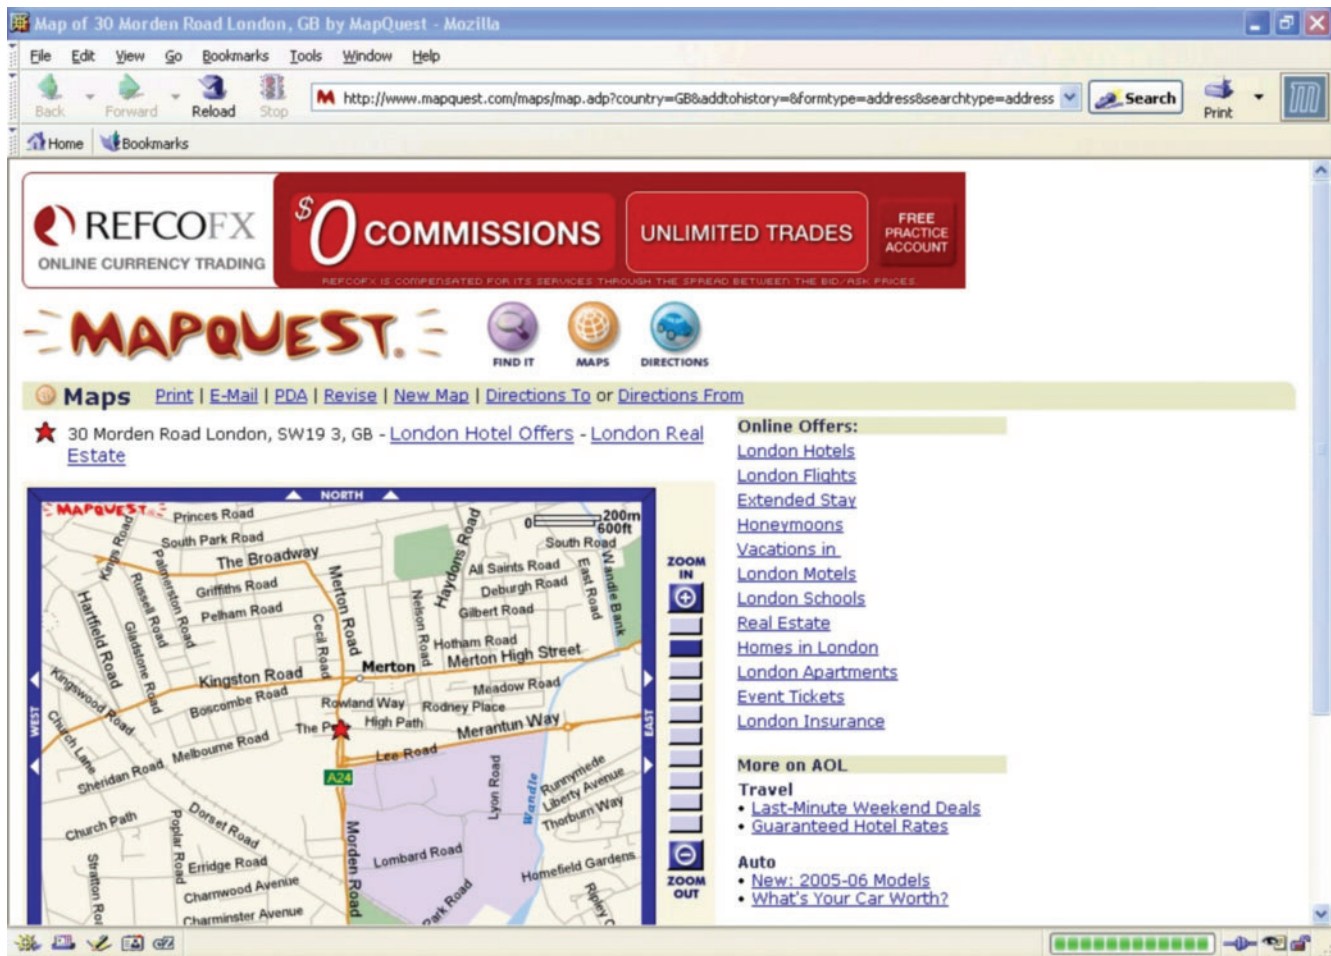 Map of 30 Morden Road London, GB by MapQuest - Mozilla
File Edit View Go Bookmarks Tools Window Help
Back Forward Reload Stop
http://www.mapquest.com/maps/map.adp?country=GB&addtohistory=&formtype=address&searchtype=address
Search
Print
Home Bookmarks
REFCOFX
ONLINE CURRENCY TRADING
$0 COMMISSIONS
UNLIMITED TRADES
FREE
PRACTICE
ACCOUNT
REFCOFX IS COMPENSATED FOR ITS SERVICES THROUGH THE SPREAD BETWEEN THE BID/ASK PRICES.
MAPQUEST.
FIND IT
MAPS
DIRECTIONS
Maps Print | E-Mail | PDA | Revise | New Map | Directions To or Directions From
30 Morden Road London, SW19 3, GB - London Hotel Offers - London Real
Estate
NORTH
MAPQUEST
0 200m
600ft
Princes Road
Kings Road
South Park Road
South Road
The Broadway
Palmerston Road
Russell Road
Griffiths Road
Pelham Road
Hartfield Road
Gladstone Road
Merton Road
Cecil Road
Haydons Road
Nelson Road
All Saints Road
Deburgh Road
Gilbert Road
East Road
Wandle Bank
Hotham Road
Merton
Merton High Street
Kingston Road
Boscombe Road
Kingswood Road
Church Lane
Meadow Road
Rowland Way
Rodney Place
The P
High Path
Merantun Way
Melbourne Road
Sheridan Road
Lee Road
A24
Lyon Road
Wandle
Runnymede
Liberty Avenue
Thorburn Way
Church Path
Dorset Road
Poplar Road
Erridge Road
Morden Road
Lombard Road
Homefield Gardens
Stratton Ro
Charnwood Avenue
Charminster Avenue
Park Road
Ripley
WEST
EAST
ZOOM
IN
ZOOM
OUT
Online Offers:
London Hotels
London Flights
Extended Stay
Honeymoons
Vacations in
London Motels
London Schools
Real Estate
Homes in London
London Apartments
Event Tickets
London Insurance
More on AOL
Travel
• Last-Minute Weekend Deals
• Guaranteed Hotel Rates
Auto
• New: 2005-06 Models
• What's Your Car Worth?